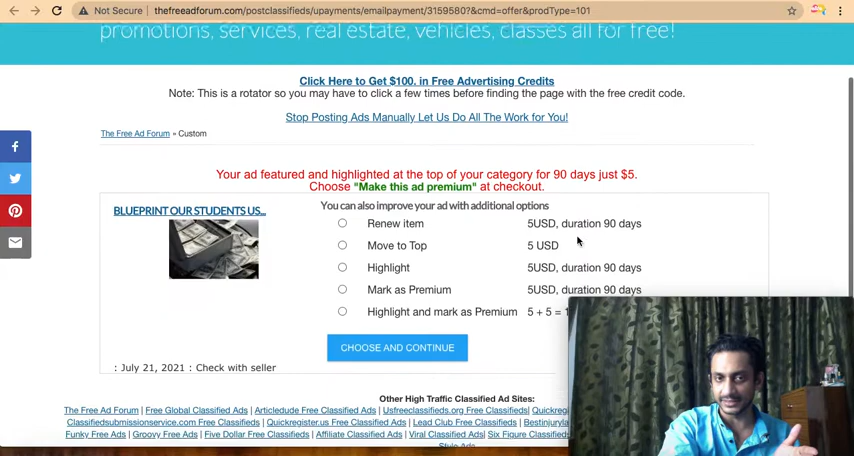 Not Secure | thefreeadforum.com/postclassifieds/upayments/emailpayment/3159580?&cmd=offer&prodType=101
promotions, services, real estate, vehicles, classes all for free!
Click Here to Get $100. in Free Advertising Credits
Note: This is a rotator so you may have to click a few times before finding the page with the free credit code.
Stop Posting Ads Manually Let Us Do All The Work for You!
The Free Ad Forum » Custom
Your ad featured and highlighted at the top of your category for 90 days just $5.
Choose "Make this ad premium" at checkout.
BLUEPRINT OUR STUDENTS US...
You can also improve your ad with additional options
Renew item 5USD, duration 90 days
Move to Top 5 USD
Highlight 5USD, duration 90 days
Mark as Premium 5USD, duration 90 days
Highlight and mark as Premium 5 + 5 = 1
CHOOSE AND CONTINUE
: July 21, 2021 : Check with seller
Other High Traffic Classified Ad Sites:
The Free Ad Forum | Free Global Classified Ads | Articledude Free Classified Ads | Usfreeclassifieds.org Free Classifieds | Quickreg
Classifiedsubmissionservice.com Free Classifieds | Quickregister.us Free Classified Ads | Lead Club Free Classifieds | Bestinjury
Funky Free Ads | Groovy Free Ads | Five Dollar Free Classifieds | Affiliate Classified Ads | Viral Classified Ads | Six Figure Classifieds
Style Ads